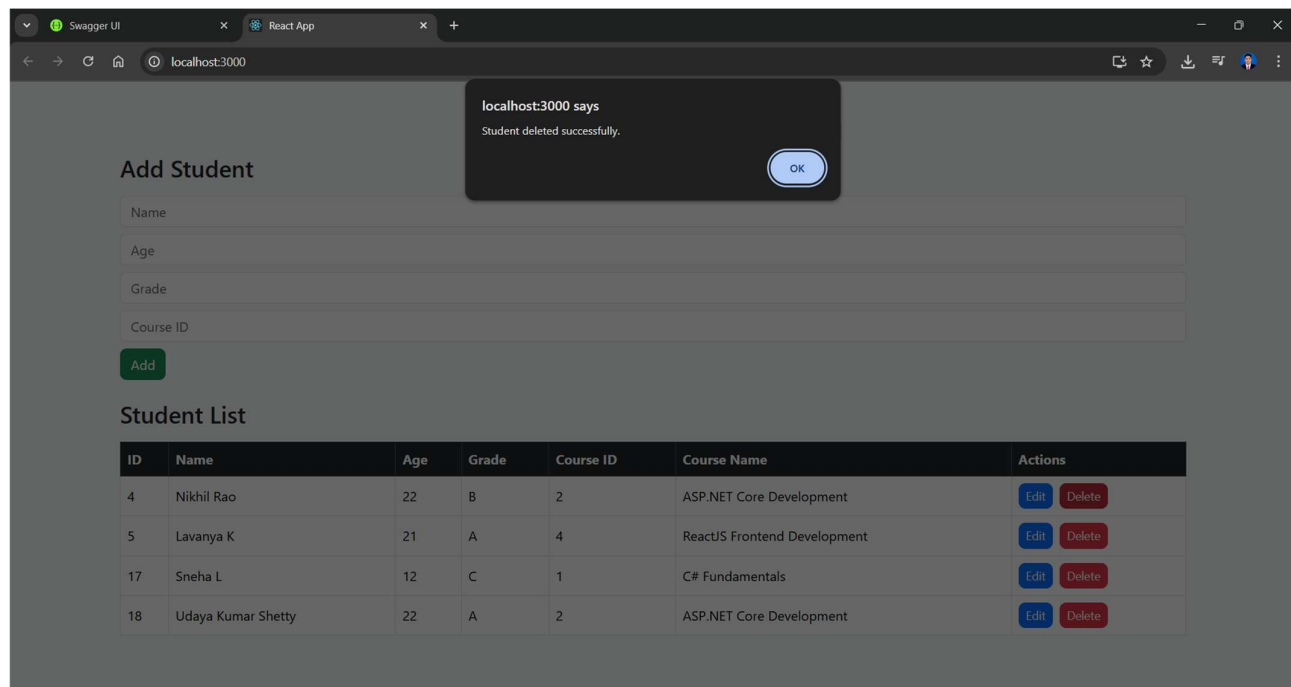 Swagger UI React App
localhost:3000
localhost:3000 says
Student deleted successfully.
OK
Add Student
Name
Age
Grade
Course ID
Add
Student List
ID Name Age Grade Course ID Course Name Actions
4 Nikhil Rao 22 B 2 ASP.NET Core Development Edit Delete
5 Lavanya K 21 A 4 ReactJS Frontend Development Edit Delete
17 Sneha L 12 C 1 C# Fundamentals Edit Delete
18 Udaya Kumar Shetty 22 A 2 ASP.NET Core Development Edit Delete